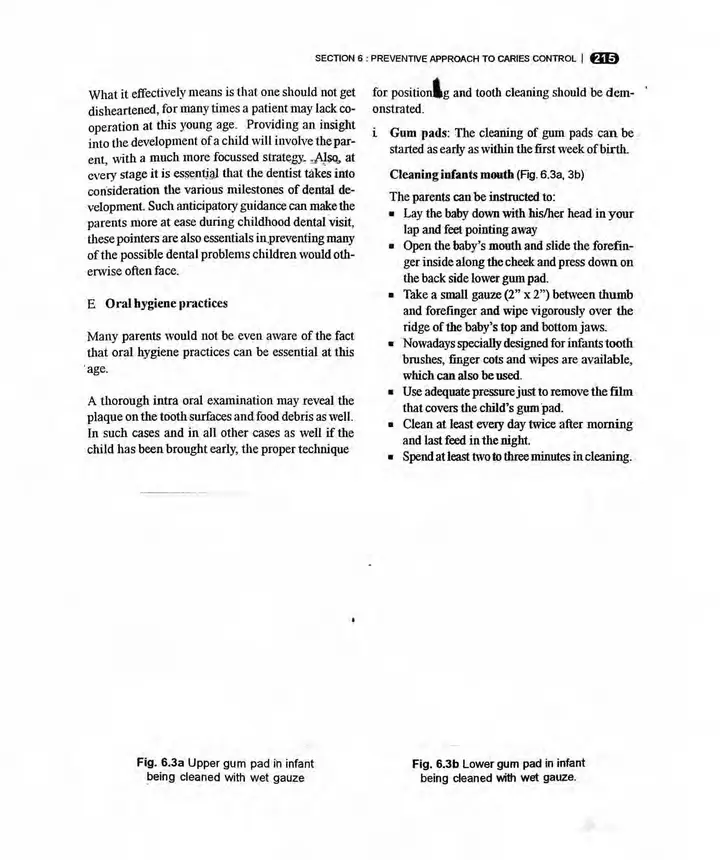 SECTION 6 : PREVENTIVE APPROACH TO CARIES CONTROL | 215
What it effectively means is that one should not get
disheartened, for many times a patient may lack co-
operation at this young age. Providing an insight
into the development of a child will involve the par-
ent, with a much more focussed strategy. Also, at
every stage it is essential that the dentist takes into
consideration the various milestones of dental de-
velopment. Such anticipatory guidance can make the
parents more at ease during childhood dental visit,
these pointers are also essentials in preventing many
of the possible dental problems children would oth-
erwise often face.
E Oral hygiene practices
Many parents would not be even aware of the fact
that oral hygiene practices can be essential at this
age.
A thorough intra oral examination may reveal the
plaque on the tooth surfaces and food debris as well.
In such cases and in all other cases as well if the
child has been brought early, the proper technique
for positioning and tooth cleaning should be dem-
onstrated.
i. Gum pads: The cleaning of gum pads can be
started as early as within the first week of birth.
Cleaning infants mouth (Fig. 6.3a, 3b)
The parents can be instructed to:
▪ Lay the baby down with his/her head in your
lap and feet pointing away
▪ Open the baby's mouth and slide the forefin-
ger inside along the cheek and press down on
the back side lower gum pad.
▪ Take a small gauze (2" x 2") between thumb
and forefinger and wipe vigorously over the
ridge of the baby's top and bottom jaws.
▪ Nowadays specially designed for infants tooth
brushes, finger cots and wipes are available,
which can also be used.
▪ Use adequate pressure just to remove the film
that covers the child's gum pad.
▪ Clean at least every day twice after morning
and last feed in the night.
▪ Spend at least two to three minutes in cleaning.
Fig. 6.3a Upper gum pad in infant
being cleaned with wet gauze
Fig. 6.3b Lower gum pad in infant
being cleaned with wet gauze.